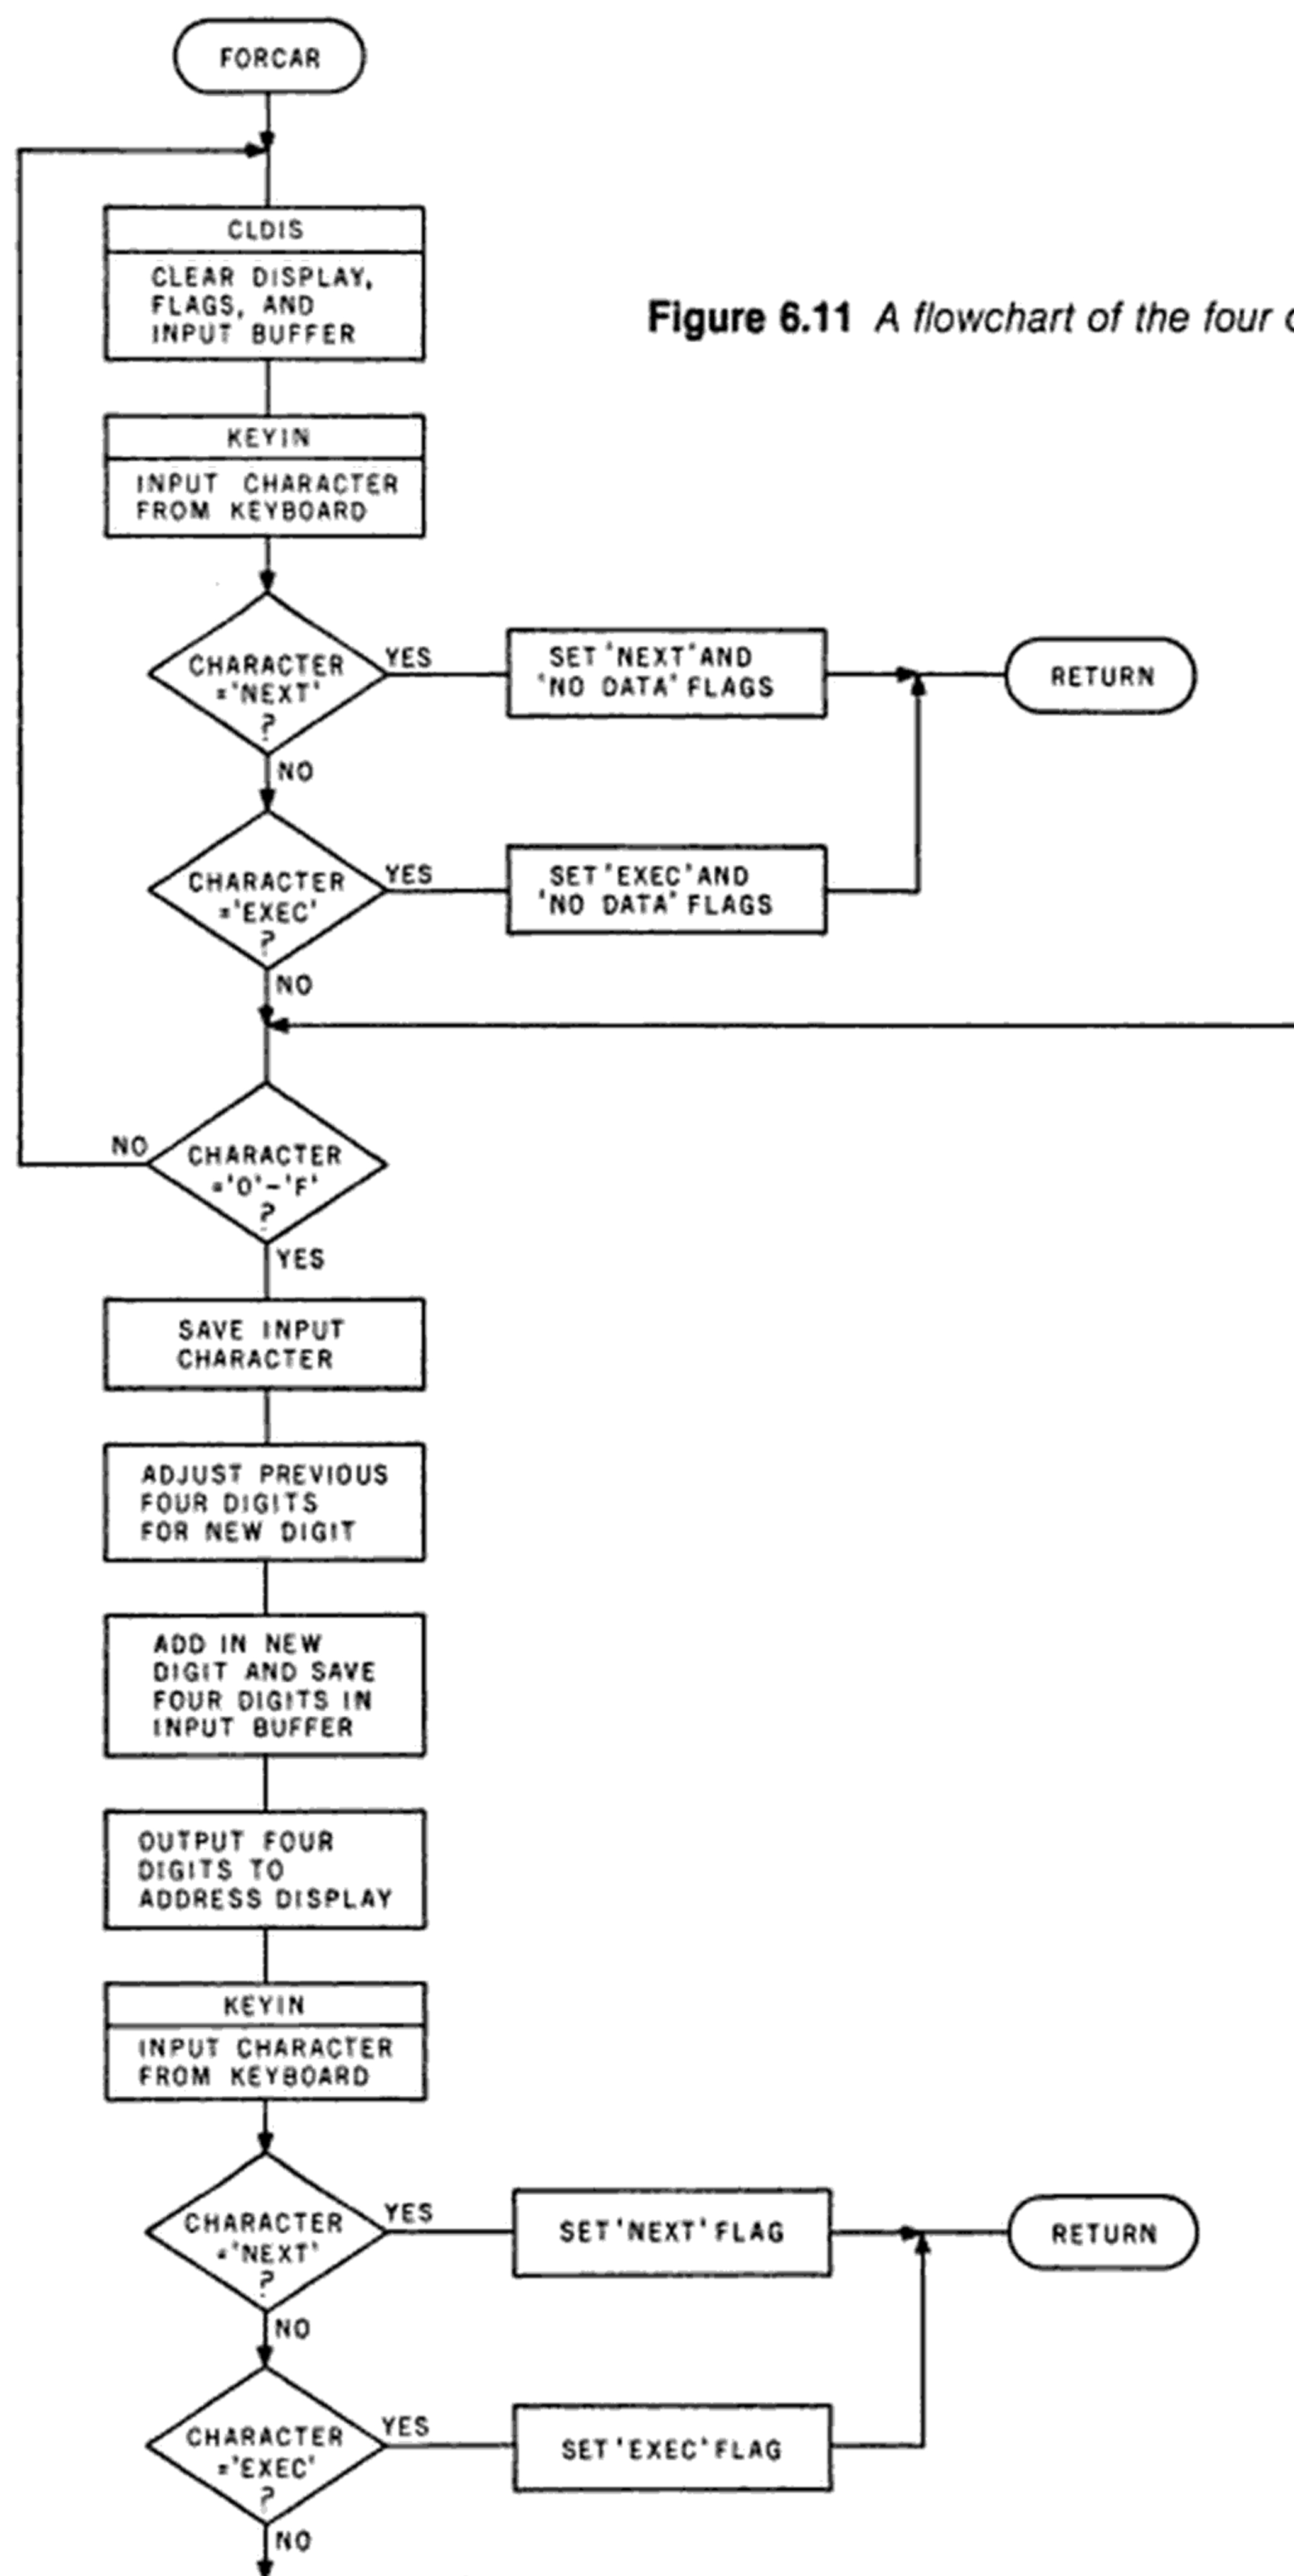 FORCAR
CLDIS
CLEAR DISPLAY,
FLAGS, AND
INPUT BUFFER
Figure 6.11 A flowchart of the four
KEYIN
INPUT CHARACTER
FROM KEYBOARD
CHARACTER
='NEXT'
?
YES
SET 'NEXT' AND
'NO DATA' FLAGS
RETURN
NO
CHARACTER
='EXEC'
?
YES
SET 'EXEC' AND
'NO DATA' FLAGS
NO
NO
CHARACTER
='0'-'F'
?
YES
SAVE INPUT
CHARACTER
ADJUST PREVIOUS
FOUR DIGITS
FOR NEW DIGIT
ADD IN NEW
DIGIT AND SAVE
FOUR DIGITS IN
INPUT BUFFER
OUTPUT FOUR
DIGITS TO
ADDRESS DISPLAY
KEYIN
INPUT CHARACTER
FROM KEYBOARD
CHARACTER
='NEXT'
?
YES
SET 'NEXT' FLAG
RETURN
NO
CHARACTER
='EXEC'
?
YES
SET 'EXEC' FLAG
NO